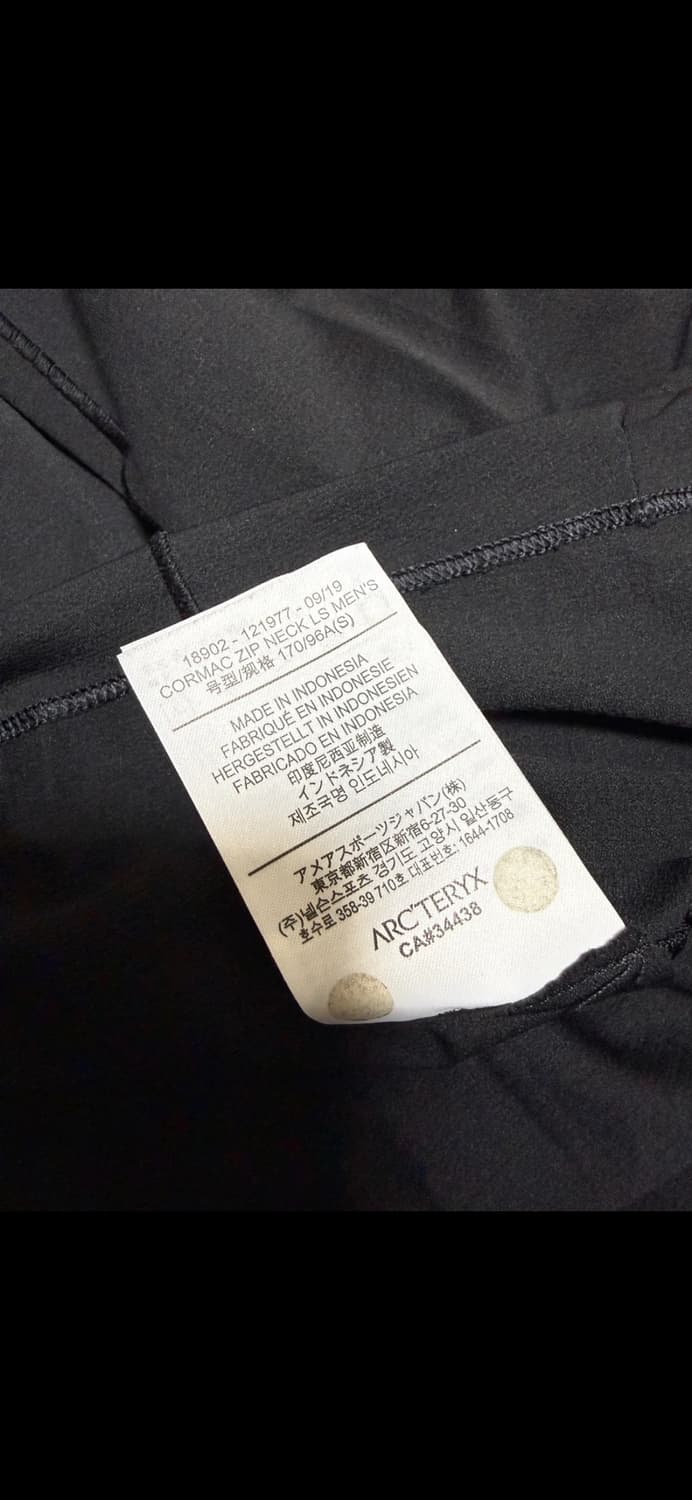 18902 - 121977 - 09/19
CORMAC ZIP NECK LS MEN'S
号型/规格 170/96A(S)
MADE IN INDONESIA
FABRIQUÉ EN INDONÉSIE
HERGESTELLT IN INDONESIEN
FABRICADO EN INDONESIA
印度尼西亚制造
インドネシア製
제조국명 인도네시아
アメアスポーツジャパン(株)
東京都新宿区新宿6-27-30
(주)넬슨스포츠 경기도 고양시 일산동구
호수로 358-39 710호 대표번호: 1644-1708
ARC'TERYX
CA#34438